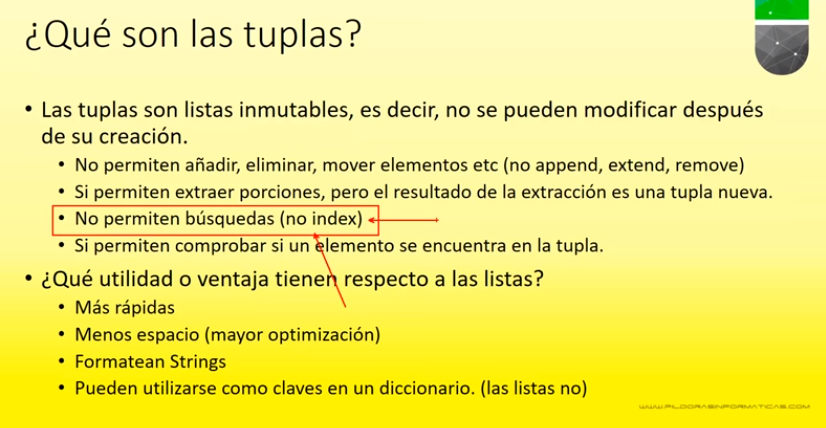 ¿Qué son las tuplas?
• Las tuplas son listas inmutables, es decir, no se pueden modificar después
de su creación.
• No permiten añadir, eliminar, mover elementos etc (no append, extend, remove)
• Si permiten extraer porciones, pero el resultado de la extracción es una tupla nueva.
• No permiten búsquedas (no index)
• Si permiten comprobar si un elemento se encuentra en la tupla.
• ¿Qué utilidad o ventaja tienen respecto a las listas?
• Más rápidas
• Menos espacio (mayor optimización)
• Formatean Strings
• Pueden utilizarse como claves en un diccionario. (las listas no)
WWW.PILDORASINFORMATICAS.COM